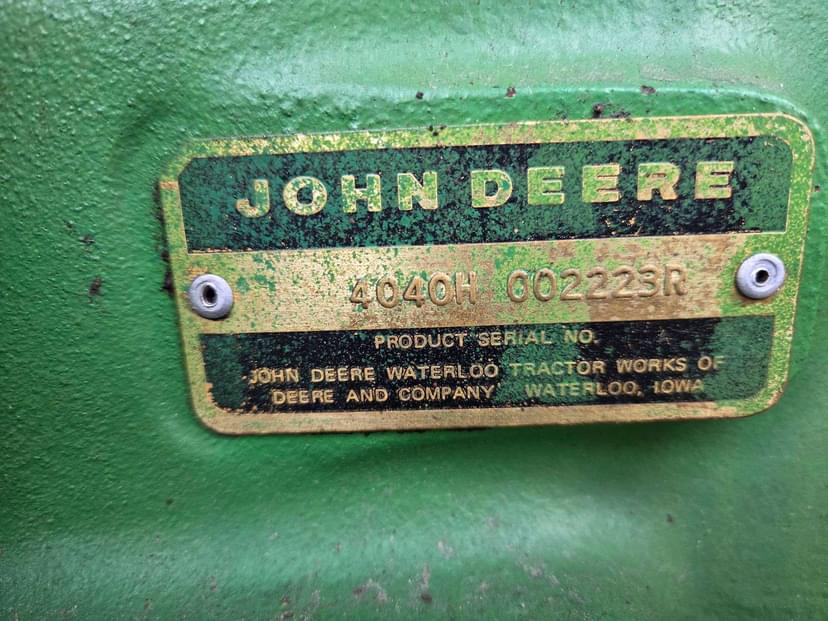 JOHN DEERE
4040H 002223R
PRODUCT SERIAL NO.
JOHN DEERE WATERLOO TRACTOR WORKS OF
DEERE AND COMPANY WATERLOO, IOWA